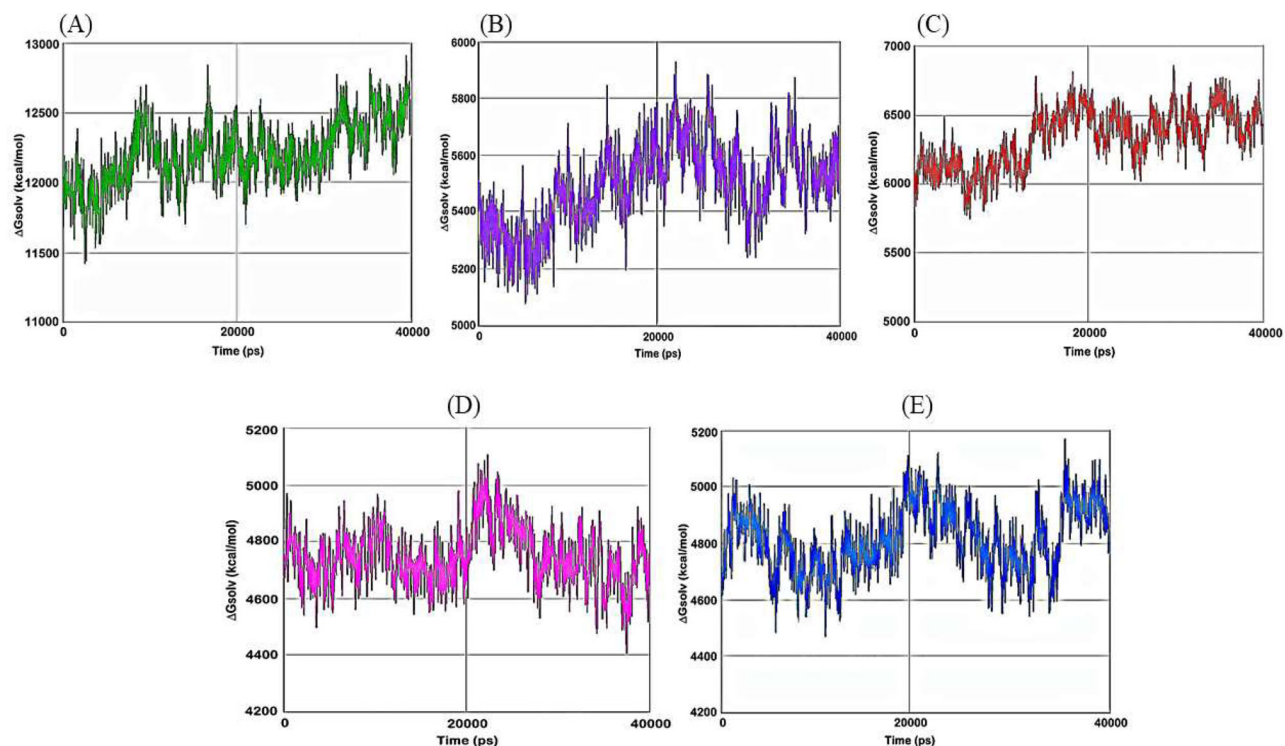 (A)
13000
12500
12000
11500
11000
ΔGsolv (kcal/mol)
0
20000
40000
Time (ps)
(B)
6000
5800
5600
5400
5200
5000
ΔGsolv (kcal/mol)
0
20000
40000
Time (ps)
(C)
7000
6500
6000
5500
5000
ΔGsolv (kcal/mol)
0
20000
40000
Time (ps)
(D)
5200
5000
4800
4600
4400
4200
ΔGsolv (kcal/mol)
0
20000
40000
Time (ps)
(E)
5200
5000
4800
4600
4400
4200
ΔGsolv (kcal/mol)
0
20000
40000
Time (ps)